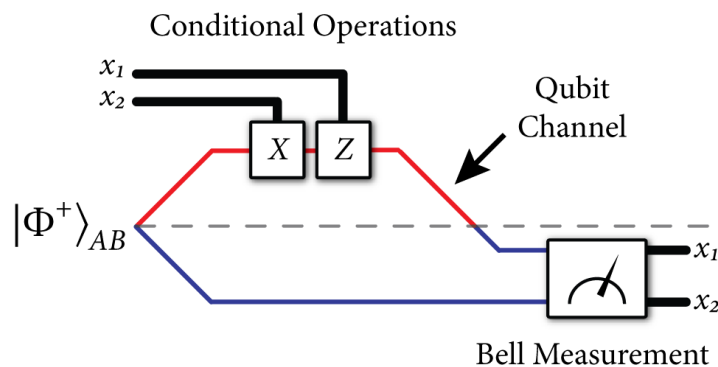 Conditional Operations
x₁
x₂
Qubit
Channel
X
Z
|Φ⁺⟩_AB
x₁
x₂
Bell Measurement